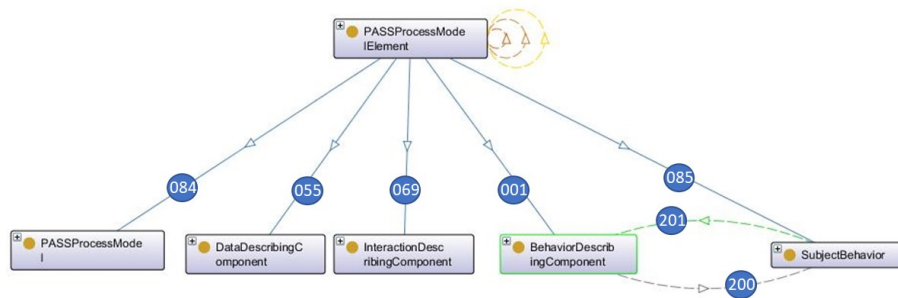 PASSProcessMode
lElement
084
055
069
001
085
201
PASSProcessMode
l
DataDescribingC
omponent
InteractionDesc
ribingComponent
BehaviorDescrib
ingComponent
SubjectBehavior
200